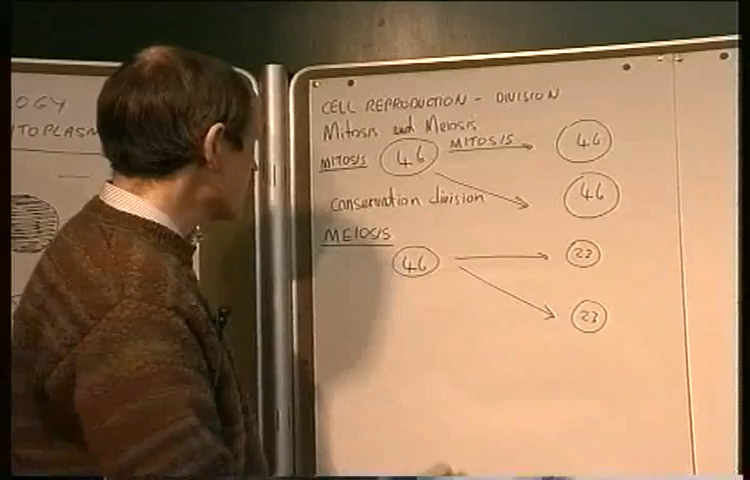 OGY
TOPLASM
CELL REPRODUCTION - DIVISION
Mitosis and Meiosis
MITOSIS 46 MITOSIS 46
46
Conservation division
MEIOSIS
46 23
23